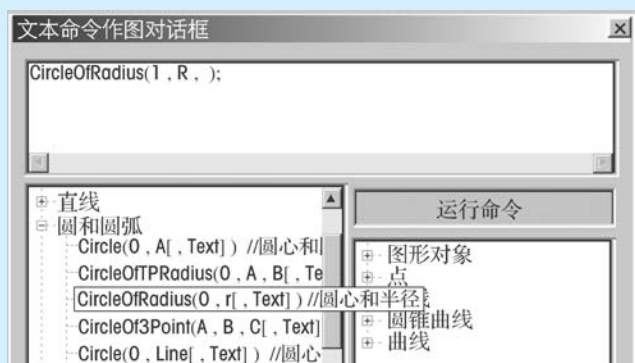 文本命令作图对话框
CircleOfRadius(1 , R , );
直线
圆和圆弧
Circle(O , A[ , Text] ) //圆心和
CircleOfTPRadius(O , A , B[ , Te
CircleOfRadius(O , r[ , Text] ) //圆心和半径
CircleOf3Point(A , B , C[ , Text]
Circle(O , Line[ , Text] ) //圆心
运行命令
图形对象
点
圆锥曲线
曲线